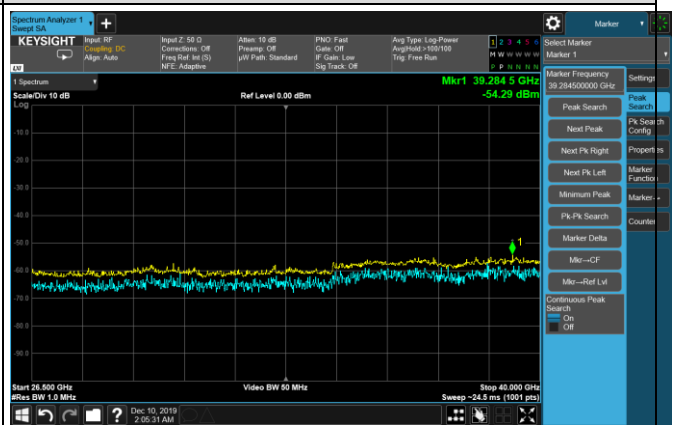 Spectrum Analyzer 1
Swept SA
Marker
KEYSIGHT
Input: RF
Coupling: DC
Align: Auto
Input Z: 50 Ω
Corrections: Off
Freq Ref: Int (S)
NFE: Adaptive
Atten: 10 dB
Preamp: Off
µW Path: Standard
PNO: Fast
Gate: Off
IF Gain: Low
Sig Track: Off
Avg Type: Log-Power
Avg|Hold:>100/100
Trig: Free Run
1 2 3 4 5 6
M W W W W W
P P N N N N
LXI
Select Marker
Marker 1
1 Spectrum
Scale/Div 10 dB
Log
Ref Level 0.00 dBm
Mkr1 39.284 5 GHz
-54.29 dBm
-10.0
-20.0
-30.0
-40.0
-50.0
-60.0
-70.0
-80.0
-90.0
1
Start 26.500 GHz
#Res BW 1.0 MHz
Video BW 50 MHz
Stop 40.000 GHz
Sweep ~24.5 ms (1001 pts)
Marker Frequency
39.284500000 GHz
Peak Search
Next Peak
Next Pk Right
Next Pk Left
Minimum Peak
Pk-Pk Search
Marker Delta
Mkr→CF
Mkr→Ref Lvl
Continuous Peak
Search
On
Off
Settings
Peak
Search
Pk Search
Config
Properties
Marker
Function
Marker→
Counter
?
Dec 10, 2019
2:05:31 AM